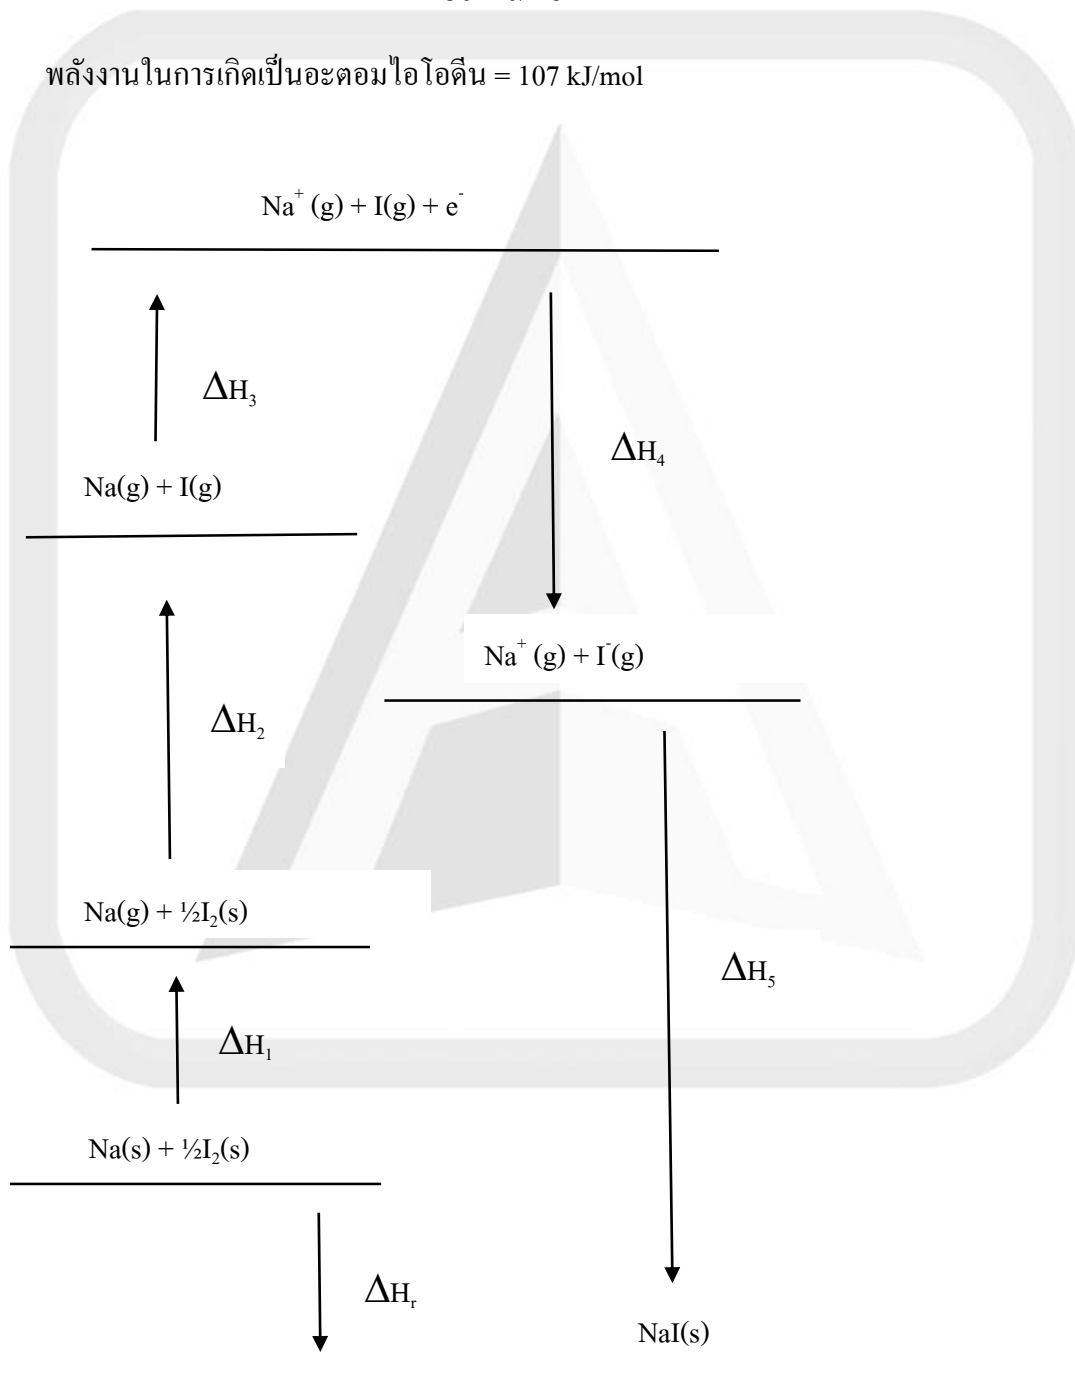 พลังงานในการเกิดเป็นอะตอมไอโอดีน = 107 kJ/mol
Na⁺ (g) + I(g) + e⁻
ΔH₃
ΔH₄
Na(g) + I(g)
Na⁺ (g) + I⁻(g)
ΔH₂
Na(g) + ½I₂(s)
ΔH₅
ΔH₁
Na(s) + ½I₂(s)
ΔHᵣ
NaI(s)